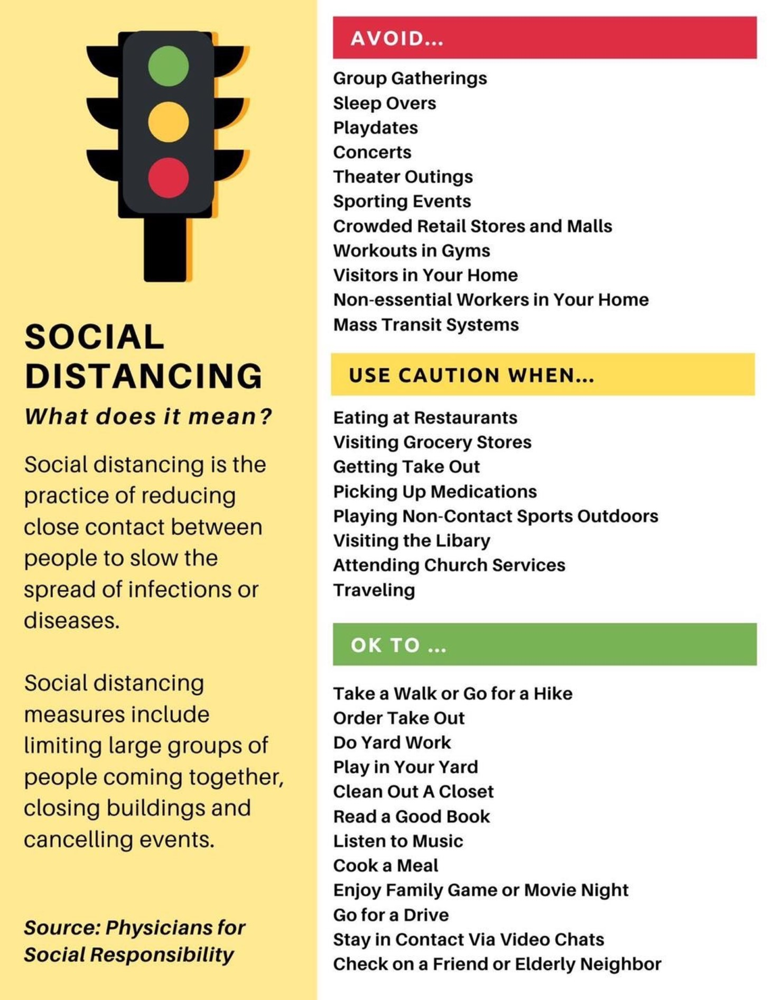 SOCIAL
DISTANCING
What does it mean?
Social distancing is the
practice of reducing
close contact between
people to slow the
spread of infections or
diseases.
Social distancing
measures include
limiting large groups of
people coming together,
closing buildings and
cancelling events.
Source: Physicians for
Social Responsibility
AVOID...
Group Gatherings
Sleep Overs
Playdates
Concerts
Theater Outings
Sporting Events
Crowded Retail Stores and Malls
Workouts in Gyms
Visitors in Your Home
Non-essential Workers in Your Home
Mass Transit Systems
USE CAUTION WHEN...
Eating at Restaurants
Visiting Grocery Stores
Getting Take Out
Picking Up Medications
Playing Non-Contact Sports Outdoors
Visiting the Libary
Attending Church Services
Traveling
OK TO ...
Take a Walk or Go for a Hike
Order Take Out
Do Yard Work
Play in Your Yard
Clean Out A Closet
Read a Good Book
Listen to Music
Cook a Meal
Enjoy Family Game or Movie Night
Go for a Drive
Stay in Contact Via Video Chats
Check on a Friend or Elderly Neighbor